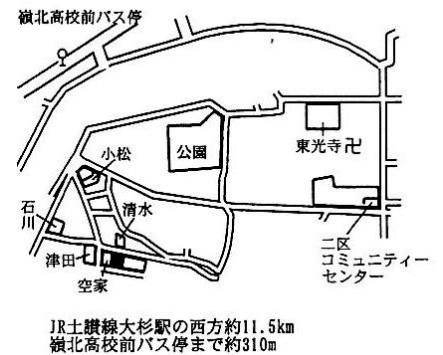 嶺北高校前バス停
公園
東光寺卍
小松
石川
清水
津田
空家
二区
コミュニティー
センター
JR土讃線大杉駅の西方約11.5km
嶺北高校前バス停まで約310m